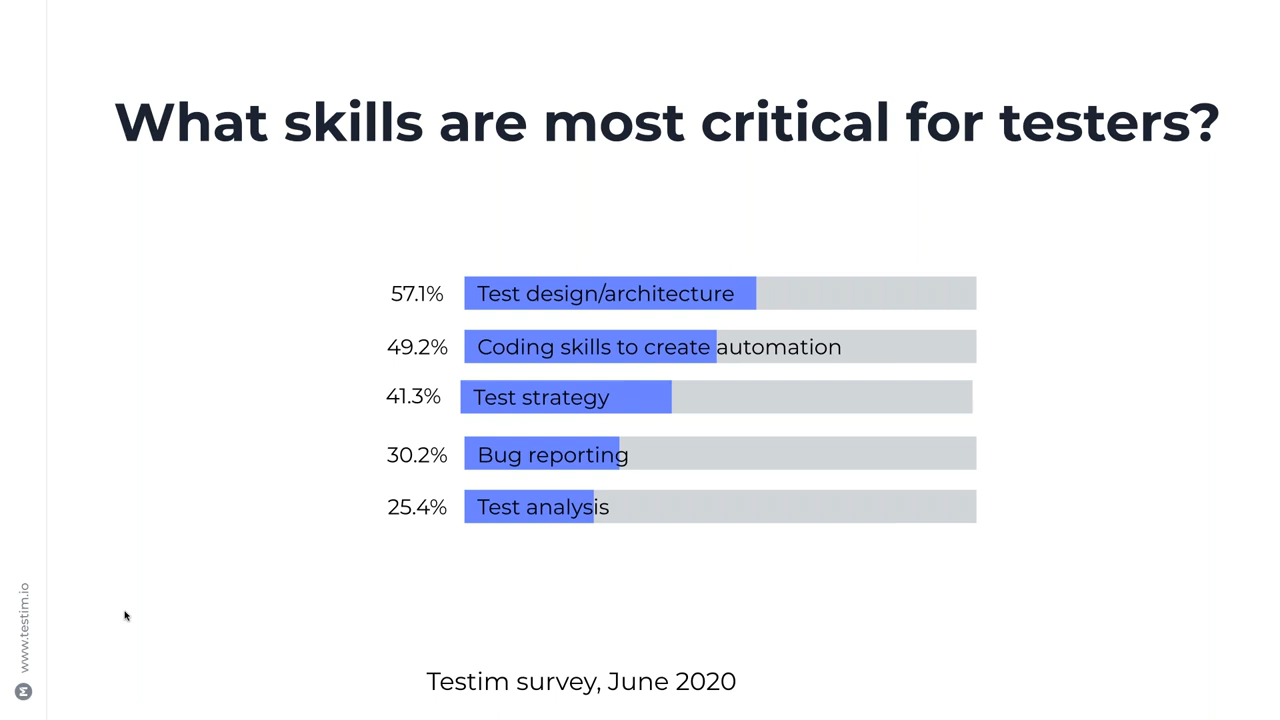 What skills are most critical for testers?
57.1% Test design/architecture
49.2% Coding skills to create automation
41.3% Test strategy
30.2% Bug reporting
25.4% Test analysis
Testim survey, June 2020
www.testim.io